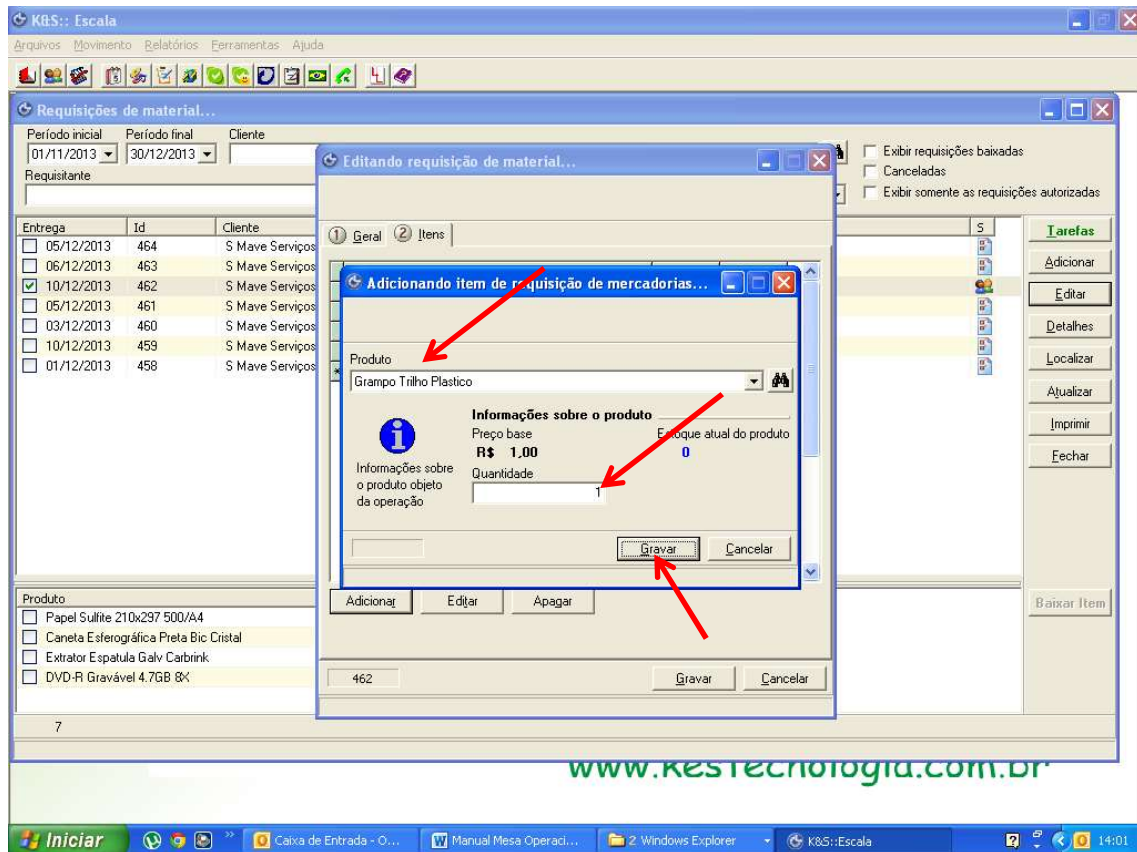 K&S:: Escala
Arquivos Movimento Relatórios Ferramentas Ajuda
Requisições de material...
Período inicial Período final Cliente
01/11/2013 30/12/2013
Requisitante
Exibir requisições baixadas
Canceladas
Exibir somente as requisições autorizadas
Entrega Id Cliente S
05/12/2013 464 S Mave Serviços
06/12/2013 463 S Mave Serviços
10/12/2013 462 S Mave Serviços
05/12/2013 461 S Mave Serviços
03/12/2013 460 S Mave Serviços
10/12/2013 459 S Mave Serviços
01/12/2013 458 S Mave Serviços
Tarefas
Adicionar
Editar
Detalhes
Localizar
Atualizar
Imprimir
Fechar
Baixar Item
Editando requisição de material...
1 Geral 2 Itens
Adicionando item de requisição de mercadorias...
Produto
Grampo Trilho Plastico
Informações sobre o produto
Preço base Estoque atual do produto
R$ 1,00 0
Informações sobre
o produto objeto
da operação
Quantidade
1
Gravar Cancelar
Adicionar Editar Apagar
462 Gravar Cancelar
Produto
Papel Sulfite 210x297 500/A4
Caneta Esferográfica Preta Bic Cristal
Extrator Espatula Galv Carbrink
DVD-R Gravável 4.7GB 8X
7
www.kestecnologia.com.br
Iniciar Caixa de Entrada - O... Manual Mesa Operaci... 2 Windows Explorer K&S::Escala 14:01